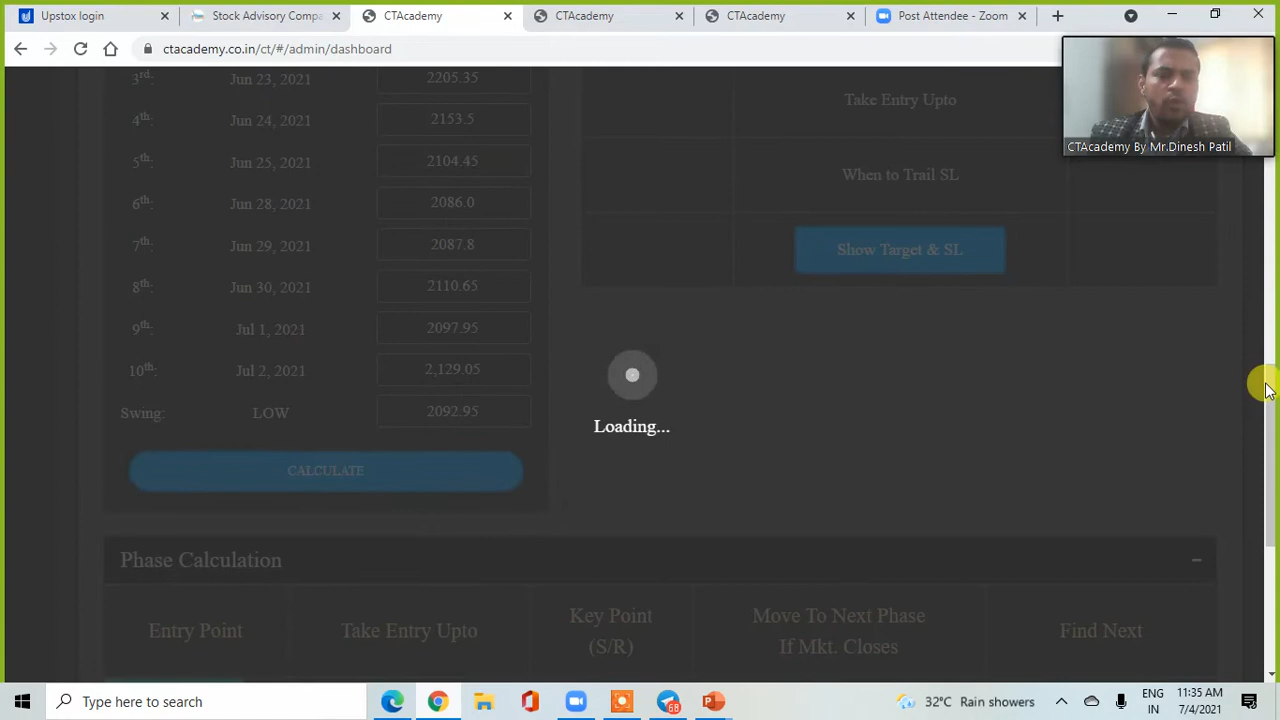 Upstox login
Stock Advisory Compa
CTAcademy
CTAcademy
CTAcademy
Post Attendee - Zoom
ctacademy.co.in/ct/#/admin/dashboard
CTAcademy By Mr.Dinesh Patil
3rd: Jun 23, 2021 2205.35
4th: Jun 24, 2021 2153.5
5th: Jun 25, 2021 2104.45
6th: Jun 28, 2021 2086.0
7th: Jun 29, 2021 2087.8
8th: Jun 30, 2021 2110.65
9th: Jul 1, 2021 2097.95
10th: Jul 2, 2021 2,129.05
Swing: LOW 2092.95
CALCULATE
Take Entry Upto
When to Trail SL
Show Target & SL
Loading...
Phase Calculation
Entry Point
Take Entry Upto
Key Point
(S/R)
Move To Next Phase
If Mkt. Closes
Find Next
Type here to search
68
32°C Rain showers
ENG
IN
11:35 AM
7/4/2021